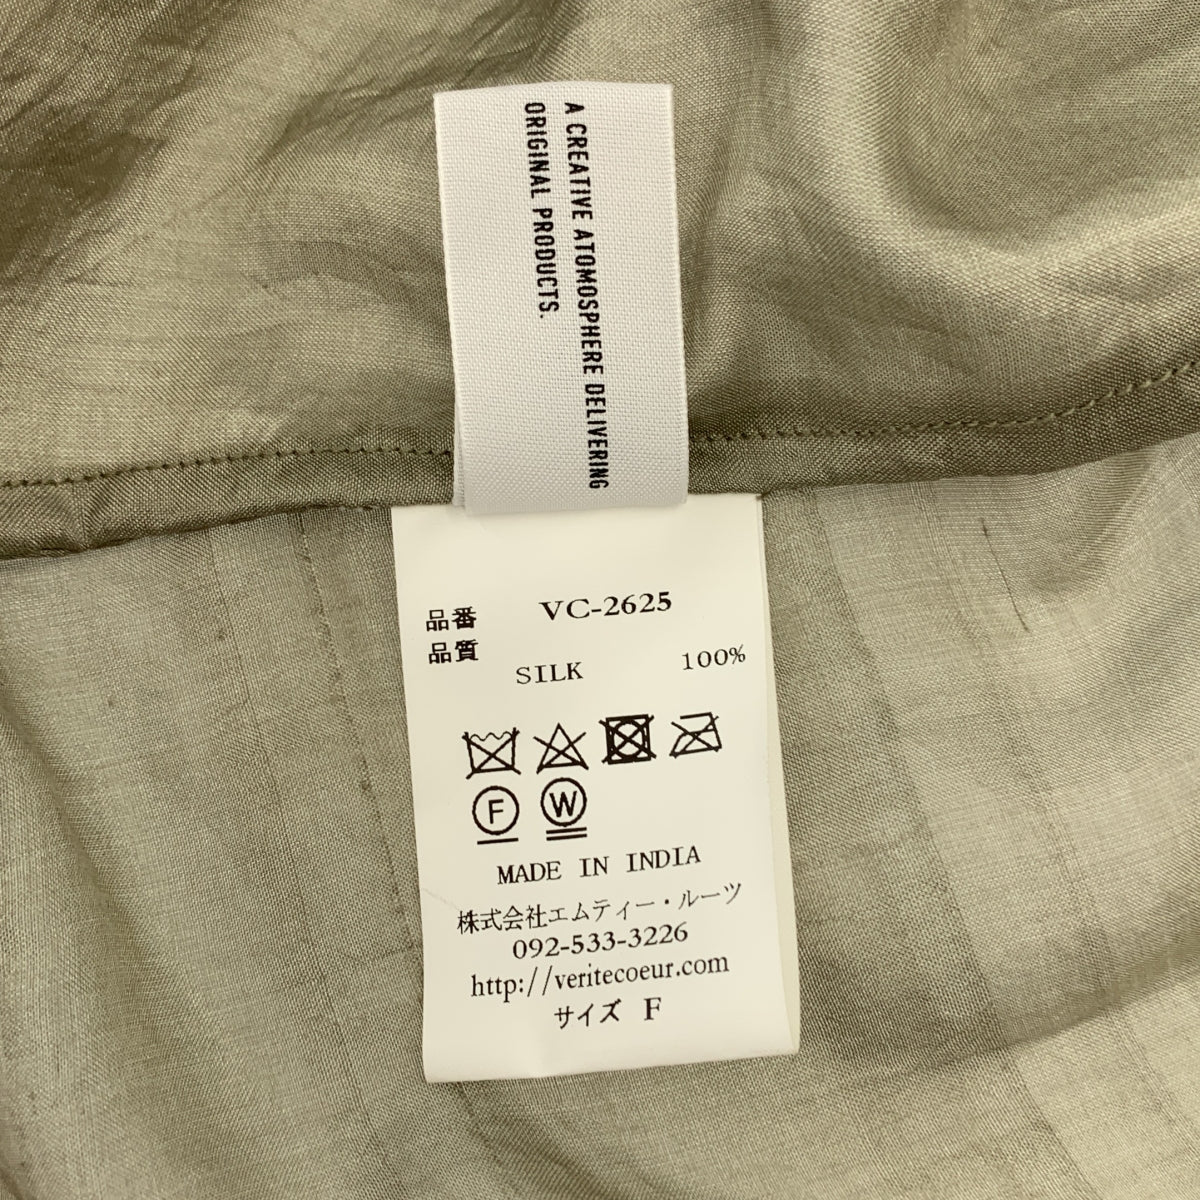 A CREATIVE ATOMOSPHERE DELIVERING
ORIGINAL PRODUCTS.
品番 VC-2625
品質
SILK 100%
F W
MADE IN INDIA
株式会社エムティー・ルーツ
092-533-3226
http://veritecoeur.com
サイズ F